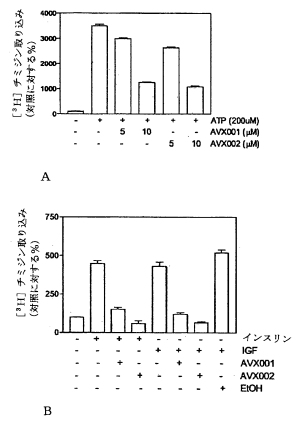 [³H] チミジン取り込み
(対照に対する%)
4000
3000
2000
1000
0
- + + + + + ATP (200uM)
- - 5 10 - - AVX001 (μM)
- - - - 5 10 AVX002 (μM)
A
[³H] チミジン取り込み
(対照に対する%)
750
500
250
0
- + + + - - - - インスリン
- - - - + + + + IGF
- - + - - + - - AVX001
- - - + - - + - AVX002
- - - - - - - + EtOH
B